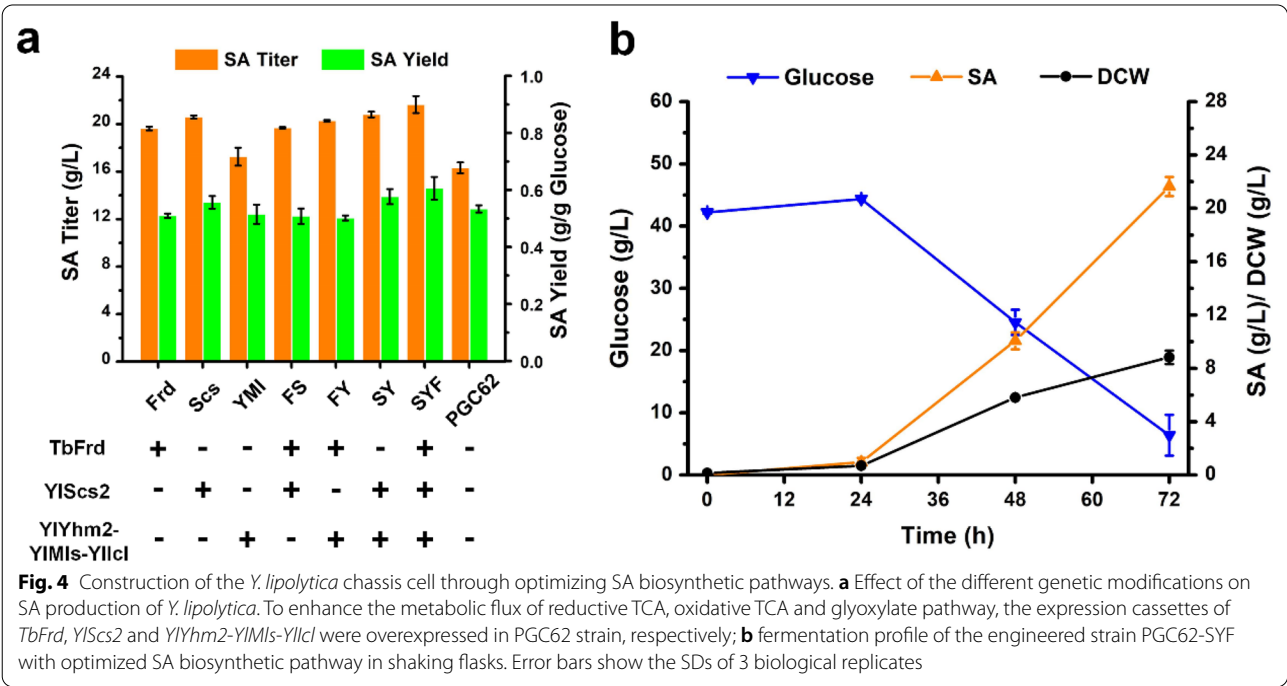 a
SA Titer SA Yield
24
20
16
12
8
4
0
SA Titer (g/L)
1.0
0.8
0.6
0.4
0.2
0.0
SA Yield (g/g Glucose)
Frd Scs YMI FS FY SY SYF PGC62
TbFrd + - - + + - + -
YlScs2 - + - + - + + -
YlYhm2-
YlMls-YlIcl - - + - + + + -
b
Glucose SA DCW
60
50
40
30
20
10
0
Glucose (g/L)
28
24
20
16
12
8
4
0
SA (g/L)/ DCW (g/L)
0 12 24 36 48 60 72
Time (h)
Fig. 4 Construction of the Y. lipolytica chassis cell through optimizing SA biosynthetic pathways. a Effect of the different genetic modifications on
SA production of Y. lipolytica. To enhance the metabolic flux of reductive TCA, oxidative TCA and glyoxylate pathway, the expression cassettes of
TbFrd, YlScs2 and YlYhm2-YlMls-YlIcl were overexpressed in PGC62 strain, respectively; b fermentation profile of the engineered strain PGC62-SYF
with optimized SA biosynthetic pathway in shaking flasks. Error bars show the SDs of 3 biological replicates